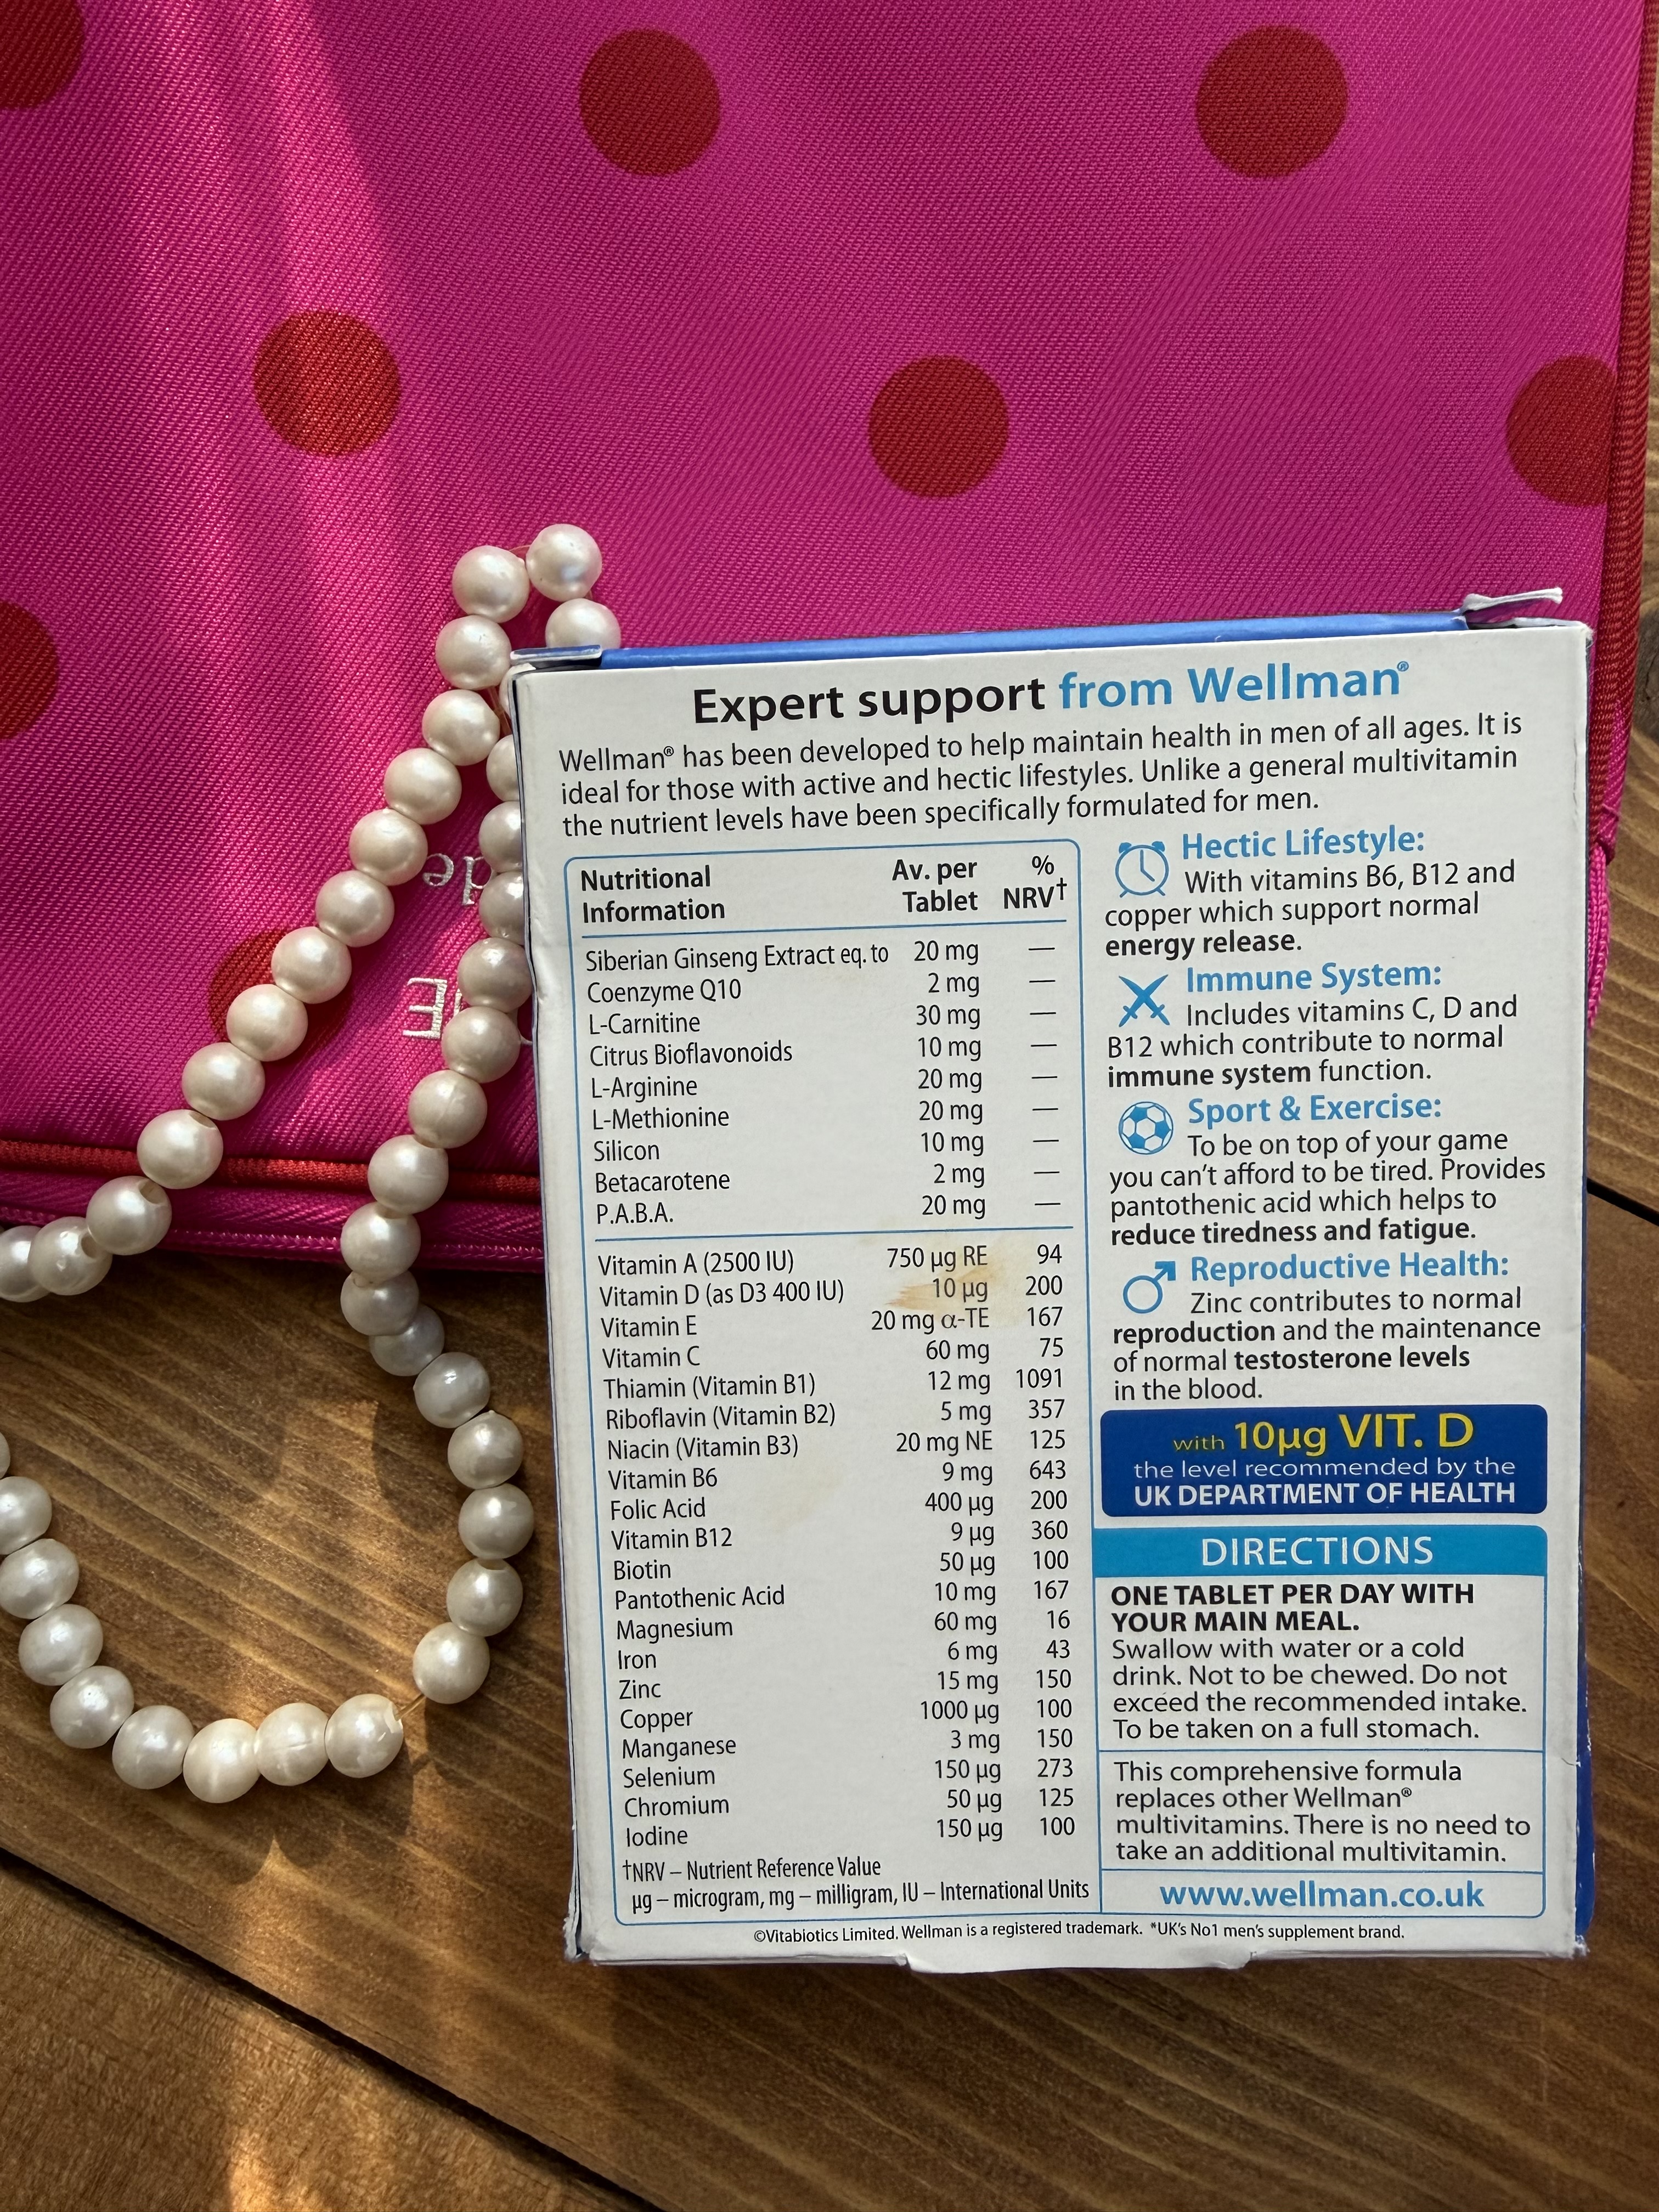 Expert support from Wellman®
Wellman® has been developed to help maintain health in men of all ages. It is
ideal for those with active and hectic lifestyles. Unlike a general multivitamin
the nutrient levels have been specifically formulated for men.
Nutritional Information Av. per Tablet % NRV†
Siberian Ginseng Extract eq. to 20 mg —
Coenzyme Q10 2 mg —
L-Carnitine 30 mg —
Citrus Bioflavonoids 10 mg —
L-Arginine 20 mg —
L-Methionine 20 mg —
Silicon 10 mg —
Betacarotene 2 mg —
P.A.B.A. 20 mg —
Vitamin A (2500 IU) 750 µg RE 94
Vitamin D (as D3 400 IU) 10 µg 200
Vitamin E 20 mg α-TE 167
Vitamin C 60 mg 75
Thiamin (Vitamin B1) 12 mg 1091
Riboflavin (Vitamin B2) 5 mg 357
Niacin (Vitamin B3) 20 mg NE 125
Vitamin B6 9 mg 643
Folic Acid 400 µg 200
Vitamin B12 9 µg 360
Biotin 50 µg 100
Pantothenic Acid 10 mg 167
Magnesium 60 mg 16
Iron 6 mg 43
Zinc 15 mg 150
Copper 1000 µg 100
Manganese 3 mg 150
Selenium 150 µg 273
Chromium 50 µg 125
Iodine 150 µg 100
†NRV – Nutrient Reference Value
µg – microgram, mg – milligram, IU – International Units
Hectic Lifestyle:
With vitamins B6, B12 and
copper which support normal
energy release.
Immune System:
Includes vitamins C, D and
B12 which contribute to normal
immune system function.
Sport & Exercise:
To be on top of your game
you can't afford to be tired. Provides
pantothenic acid which helps to
reduce tiredness and fatigue.
Reproductive Health:
Zinc contributes to normal
reproduction and the maintenance
of normal testosterone levels
in the blood.
with 10µg VIT. D
the level recommended by the
UK DEPARTMENT OF HEALTH
DIRECTIONS
ONE TABLET PER DAY WITH
YOUR MAIN MEAL.
Swallow with water or a cold
drink. Not to be chewed. Do not
exceed the recommended intake.
To be taken on a full stomach.
This comprehensive formula
replaces other Wellman®
multivitamins. There is no need to
take an additional multivitamin.
www.wellman.co.uk
©Vitabiotics Limited. Wellman is a registered trademark. *UK's No1 men's supplement brand.